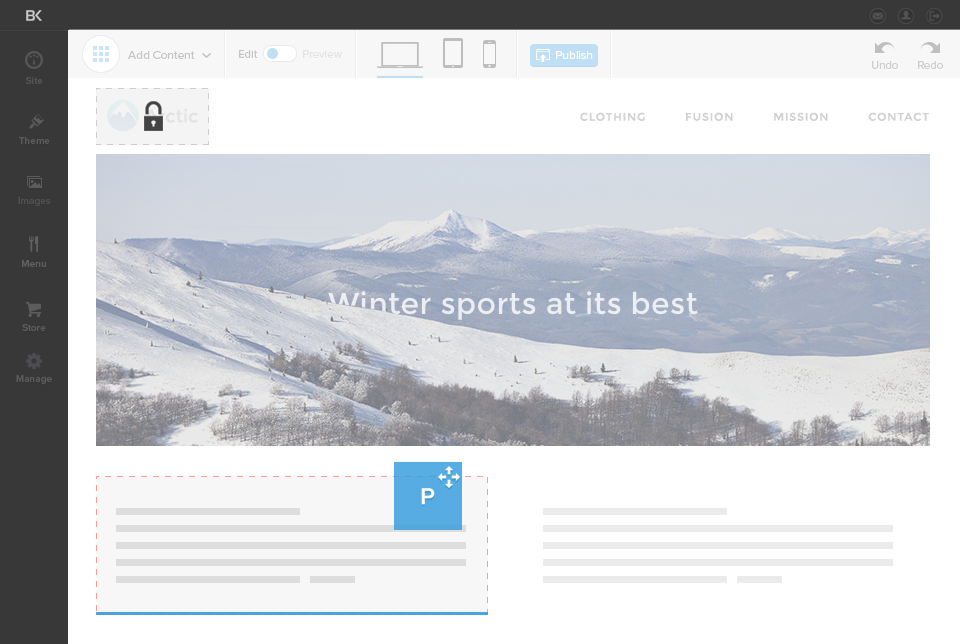 BK
Add Content
Edit
Preview
Publish
Undo
Redo
Site
Theme
Images
Menu
Store
Manage
ctic
CLOTHING
FUSION
MISSION
CONTACT
Winter sports at its best
P